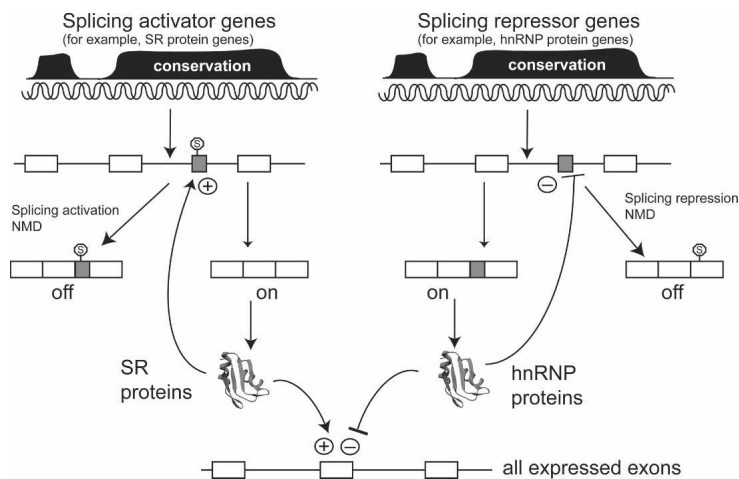 Splicing activator genes
(for example, SR protein genes)
conservation
Splicing repressor genes
(for example, hnRNP protein genes)
conservation
S
+
−
Splicing activation
NMD
Splicing repression
NMD
S
off
on
on
S
off
SR
proteins
hnRNP
proteins
+ −
all expressed exons